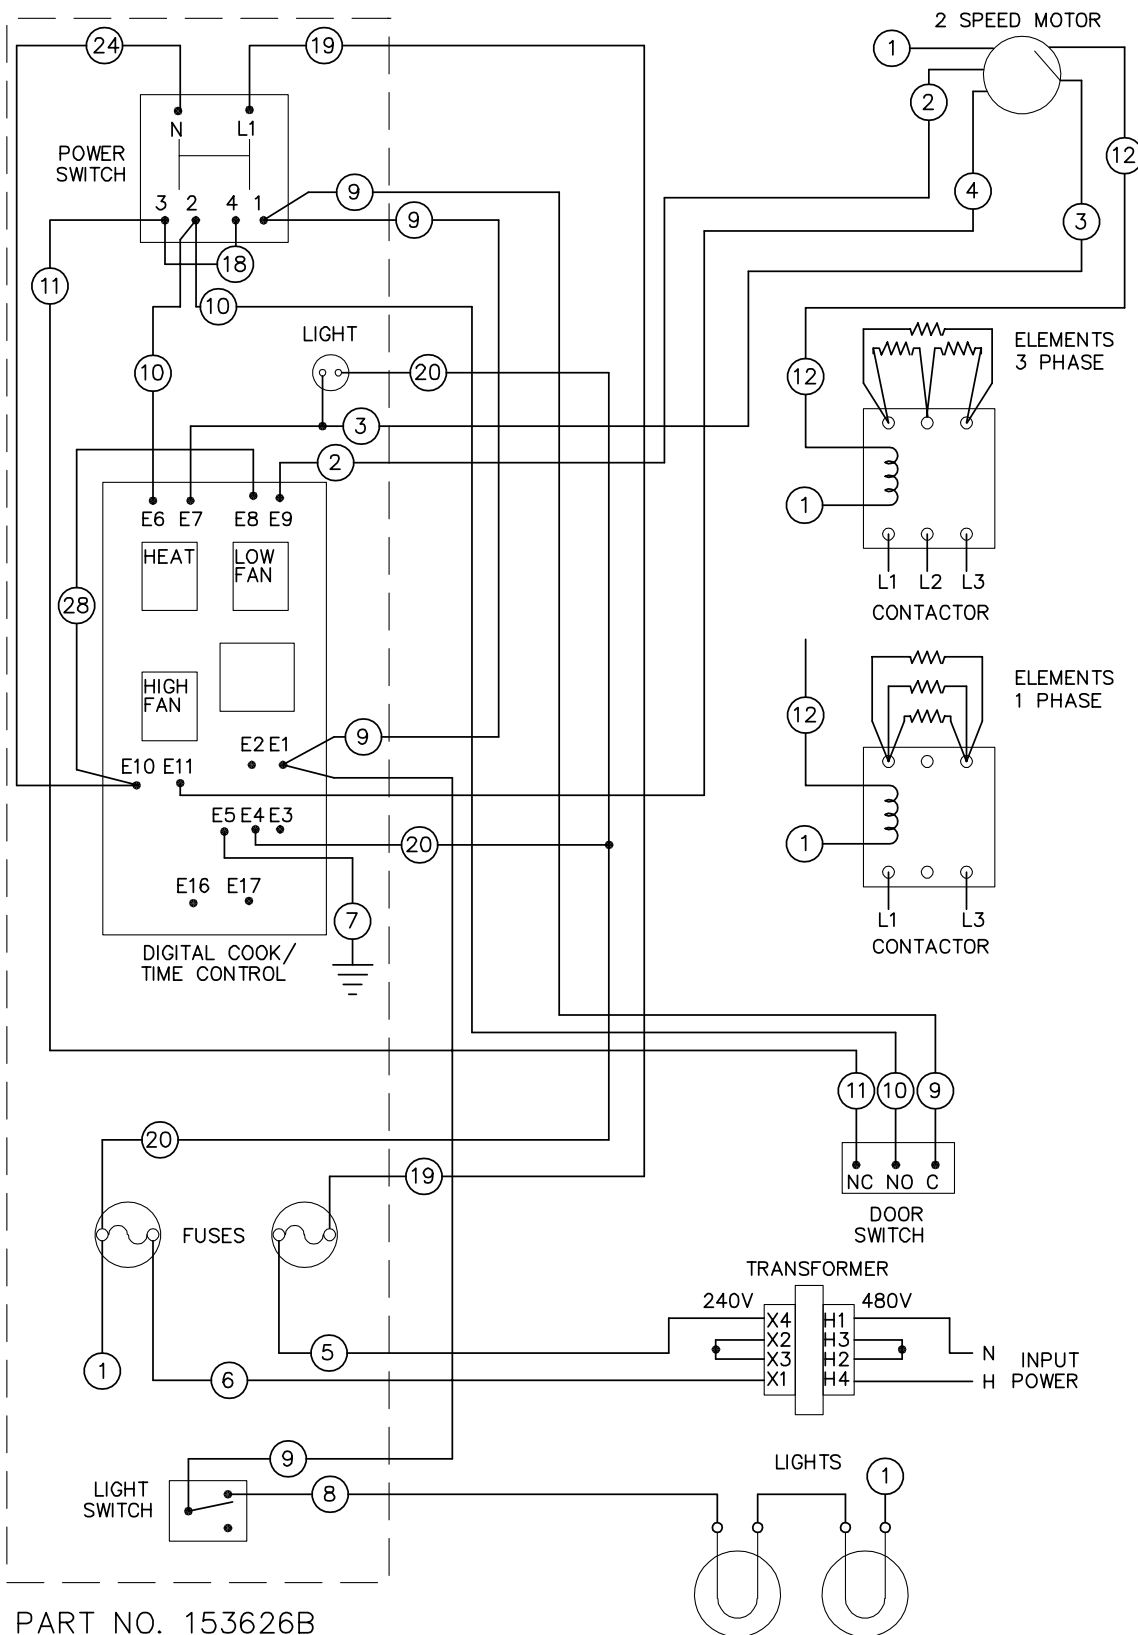 2 SPEED MOTOR
24
19
1
2
N
L1
12
POWER
SWITCH
3 2 4 1
9
9
4
3
18
11
10
LIGHT
ELEMENTS
3 PHASE
10
20
12
3
2
1
E6 E7 E8 E9
HEAT
LOW
FAN
L1 L2 L3
CONTACTOR
28
HIGH
FAN
ELEMENTS
1 PHASE
12
9
E2 E1
E10 E11
E5 E4 E3
20
1
E16 E17
7
L1 L3
CONTACTOR
DIGITAL COOK/
TIME CONTROL
11 10 9
20
19
NC NO C
DOOR
SWITCH
FUSES
TRANSFORMER
240V 480V
X4 H1
X2 H3
X3 H2
X1 H4
N
H
INPUT
POWER
5
1
6
9
LIGHTS
1
LIGHT
SWITCH
8
PART NO. 153626B